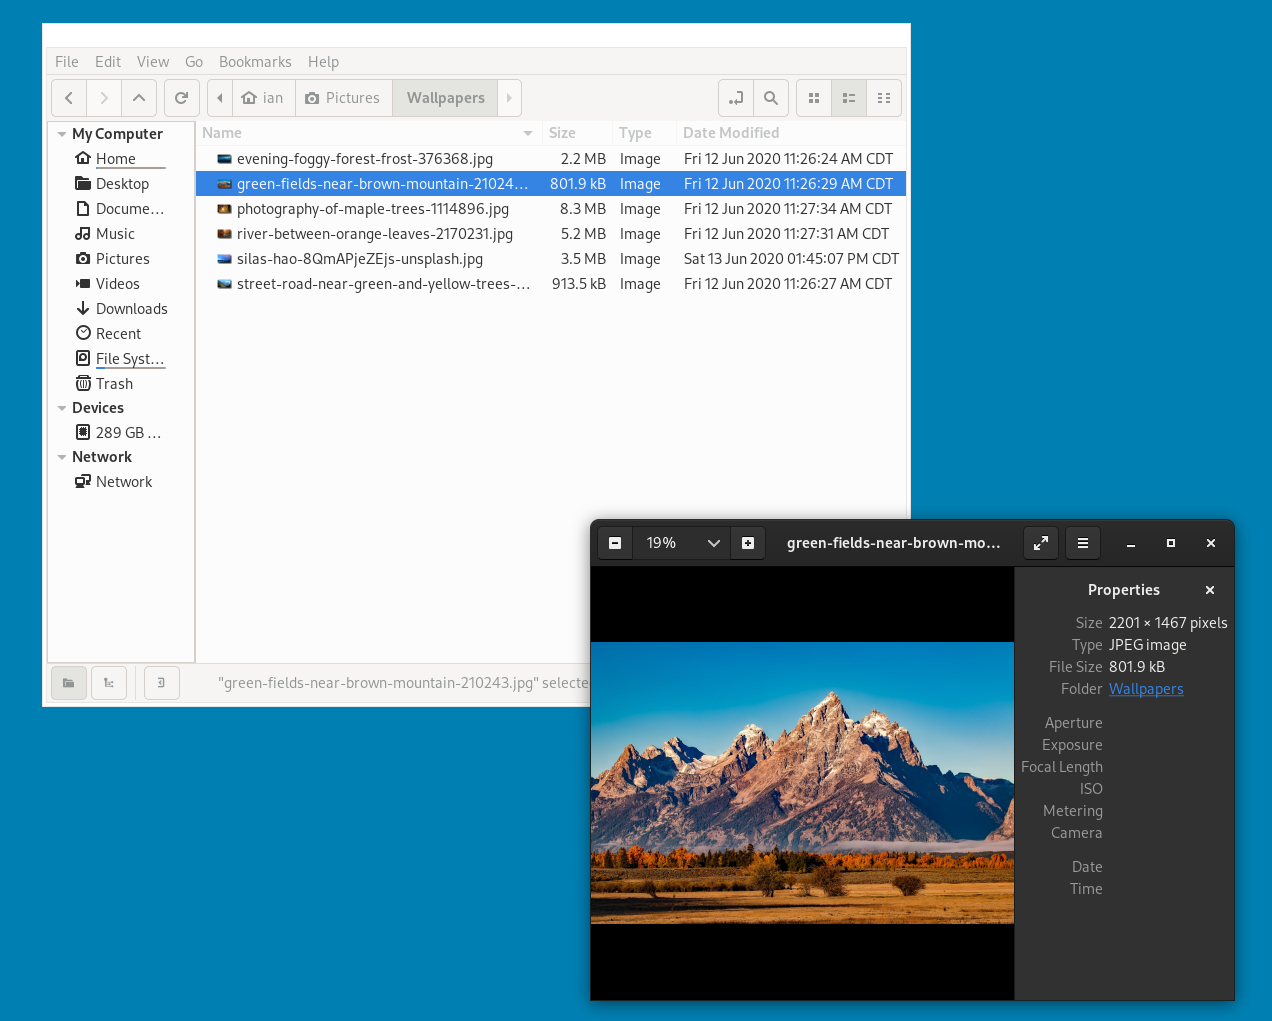 File Edit View Go Bookmarks Help
ian Pictures Wallpapers
My Computer
Home
Desktop
Docume...
Music
Pictures
Videos
Downloads
Recent
File Syst...
Trash
Devices
289 GB ...
Network
Network
Name Size Type Date Modified
evening-foggy-forest-frost-376368.jpg 2.2 MB Image Fri 12 Jun 2020 11:26:24 AM CDT
green-fields-near-brown-mountain-21024... 801.9 kB Image Fri 12 Jun 2020 11:26:29 AM CDT
photography-of-maple-trees-1114896.jpg 8.3 MB Image Fri 12 Jun 2020 11:27:34 AM CDT
river-between-orange-leaves-2170231.jpg 5.2 MB Image Fri 12 Jun 2020 11:27:31 AM CDT
silas-hao-8QmAPjeZEjs-unsplash.jpg 3.5 MB Image Sat 13 Jun 2020 01:45:07 PM CDT
street-road-near-green-and-yellow-trees-... 913.5 kB Image Fri 12 Jun 2020 11:26:27 AM CDT
"green-fields-near-brown-mountain-210243.jpg" selecte
19% green-fields-near-brown-mo...
Properties
Size 2201 × 1467 pixels
Type JPEG image
File Size 801.9 kB
Folder Wallpapers
Aperture
Exposure
Focal Length
ISO
Metering
Camera
Date
Time